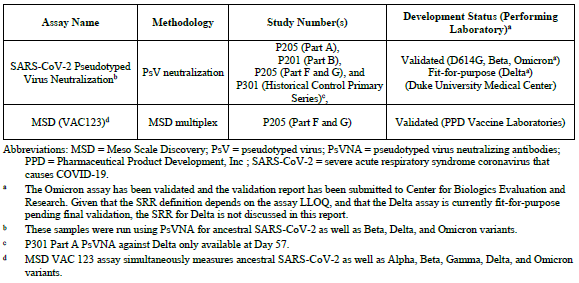 Assay Name Methodology Study Number(s) Development Status (Performing Laboratory)a
SARS-CoV-2 Pseudotyped Virus Neutralizationb PsV neutralization P205 (Part A), P201 (Part B), P205 (Part F and G), and P301 (Historical Control Primary Series)c, Validated (D614G, Beta, Omicrona) Fit-for-purpose (Deltaa) (Duke University Medical Center)
MSD (VAC123)d MSD multiplex P205 (Part F and G) Validated (PPD Vaccine Laboratories)
Abbreviations: MSD = Meso Scale Discovery; PsV = pseudotyped virus; PsVNA = pseudotyped virus neutralizing antibodies;
PPD = Pharmaceutical Product Development, Inc ; SARS-CoV-2 = severe acute respiratory syndrome coronavirus that
causes COVID-19.
a The Omicron assay has been validated and the validation report has been submitted to Center for Biologics Evaluation and
Research. Given that the SRR definition depends on the assay LLOQ, and that the Delta assay is currently fit-for-purpose
pending final validation, the SRR for Delta is not discussed in this report.
b These samples were run using PsVNA for ancestral SARS-CoV-2 as well as Beta, Delta, and Omicron variants.
c P301 Part A PsVNA against Delta only available at Day 57.
d MSD VAC 123 assay simultaneously measures ancestral SARS-CoV-2 as well as Alpha, Beta, Gamma, Delta, and Omicron
variants.